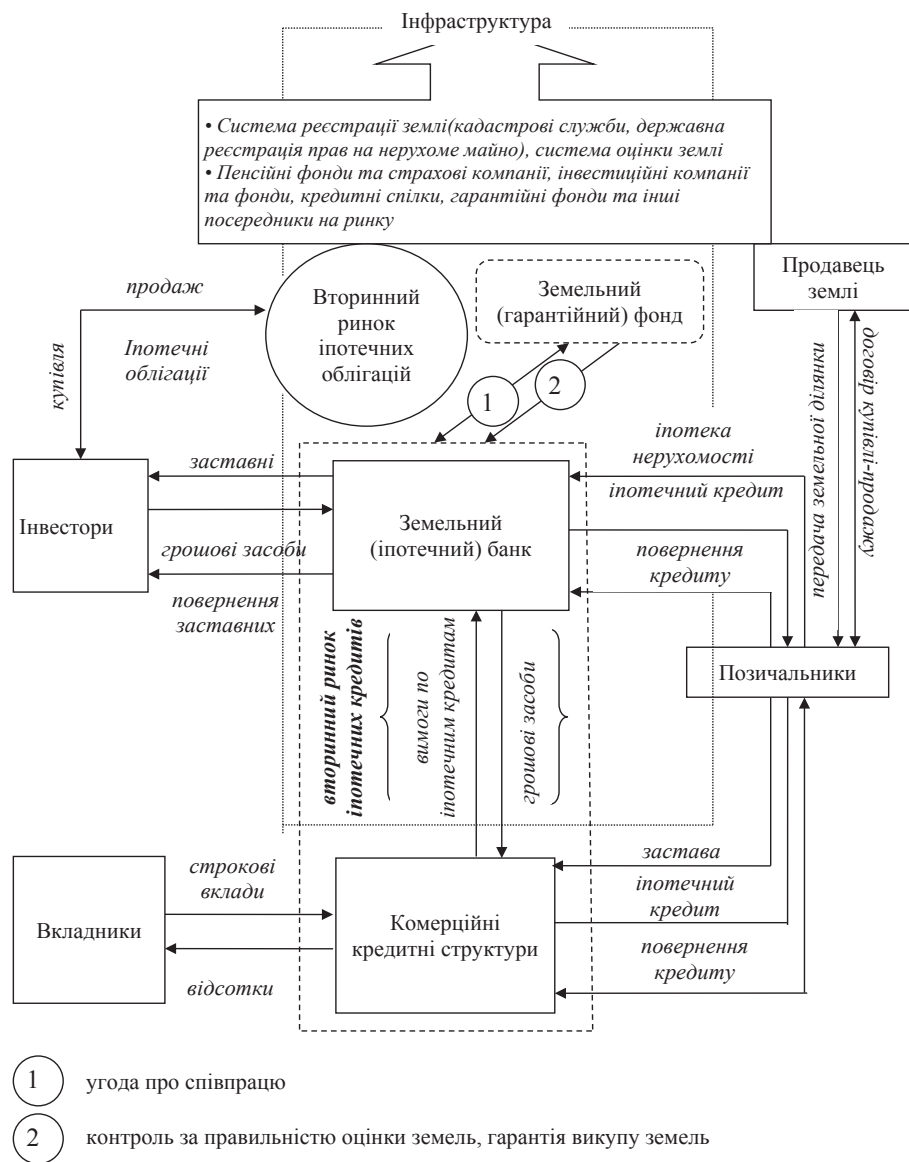 Інфраструктура
• Система реєстрації землі(кадастрові служби, державна
реєстрація прав на нерухоме майно), система оцінки землі
• Пенсійні фонди та страхові компанії, інвестиційні компанії
та фонди, кредитні спілки, гарантійні фонди та інші
посередники на ринку
Продавець
землі
продаж
Іпотечні
облігації
купівля
Вторинний
ринок
іпотечних
облігацій
Земельний
(гарантійний) фонд
1
2
передача земельної ділянки
договір купівлі-продажу
іпотека
нерухомості
іпотечний кредит
повернення
кредиту
заставні
Інвестори
грошові засоби
повернення
заставних
Земельний
(іпотечний) банк
Позичальники
вторинний ринок
іпотечних кредитів
вимоги по
іпотечним кредитам
грошові засоби
застава
іпотечний
кредит
повернення
кредиту
строкові
вклади
Вкладники
відсотки
Комерційні
кредитні структури
1 угода про співпрацю
2 контроль за правильністю оцінки земель, гарантія викупу земель